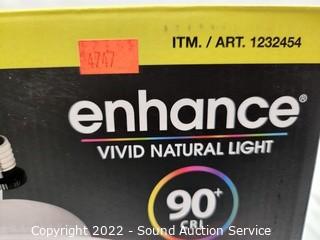 ITM. / ART. 1232454
4747
enhance®
VIVID NATURAL LIGHT
90+
CRI
Copyright 2022 - Sound Auction Service